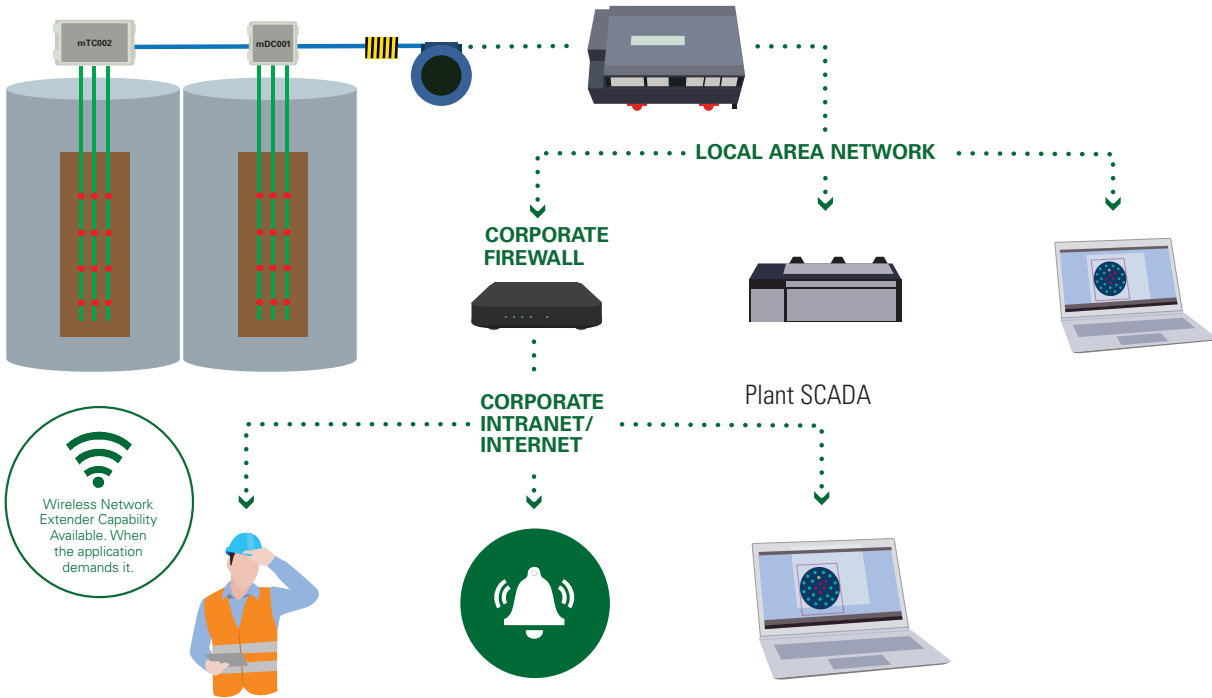 mTC002
mDC001
LOCAL AREA NETWORK
CORPORATE
FIREWALL
Plant SCADA
CORPORATE
INTRANET/
INTERNET
Wireless Network
Extender Capability
Available. When
the application
demands it.